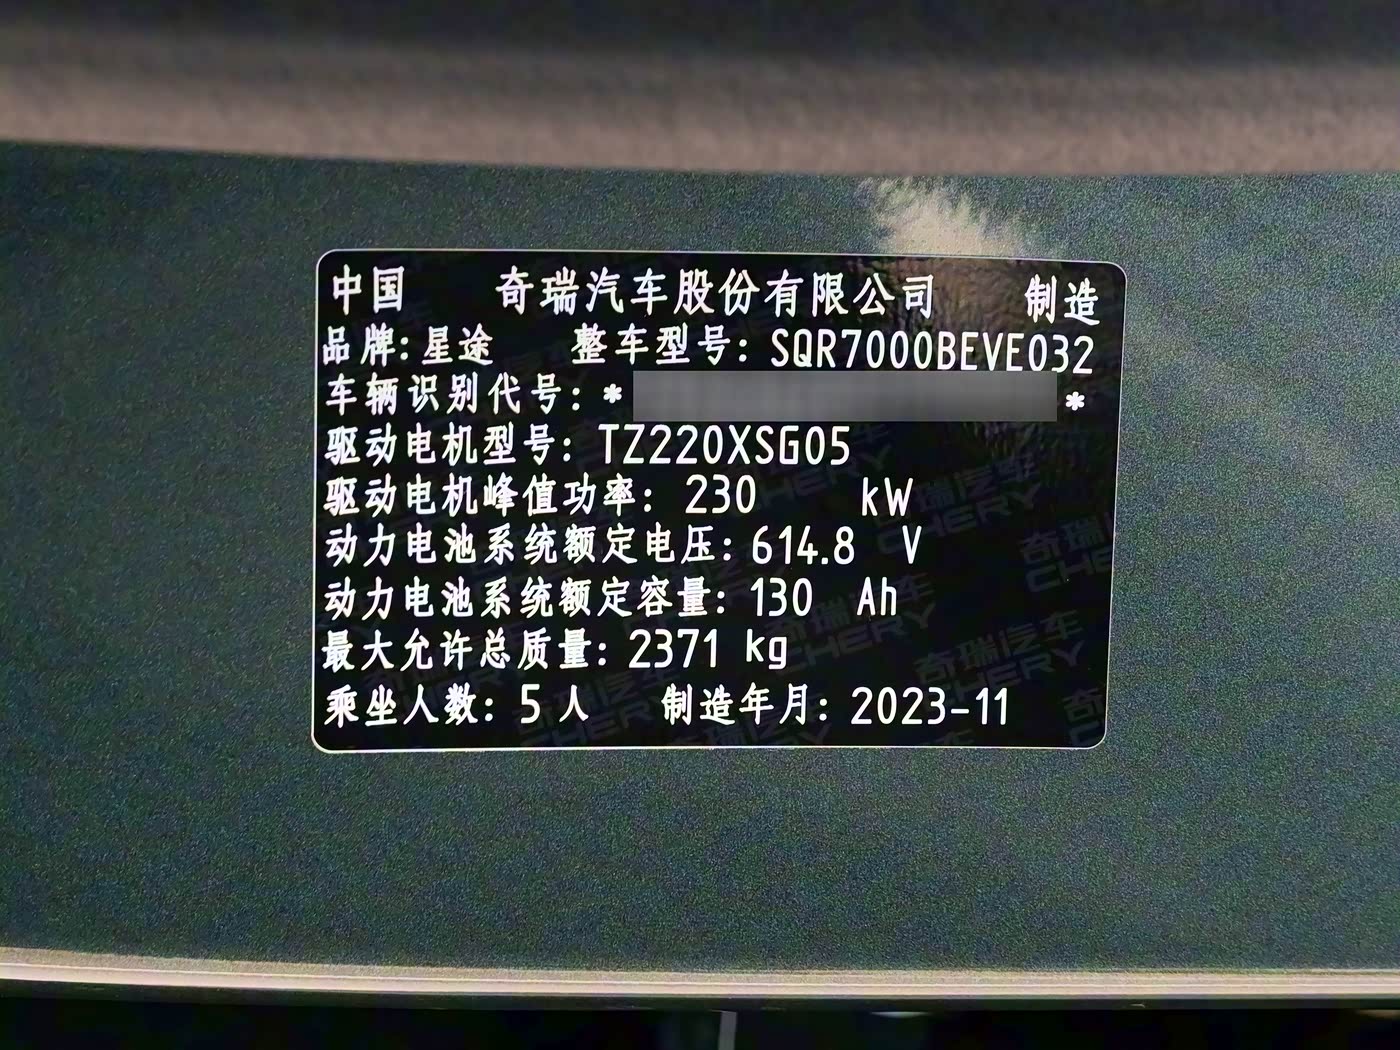 中国 奇瑞汽车股份有限公司 制造
品牌:星途 整车型号:SQR7000BEVE032
车辆识别代号:* *
驱动电机型号:TZ220XSG05
驱动电机峰值功率:230 kW
动力电池系统额定电压:614.8 V
动力电池系统额定容量:130 Ah
最大允许总质量:2371 kg
乘坐人数:5人 制造年月:2023-11